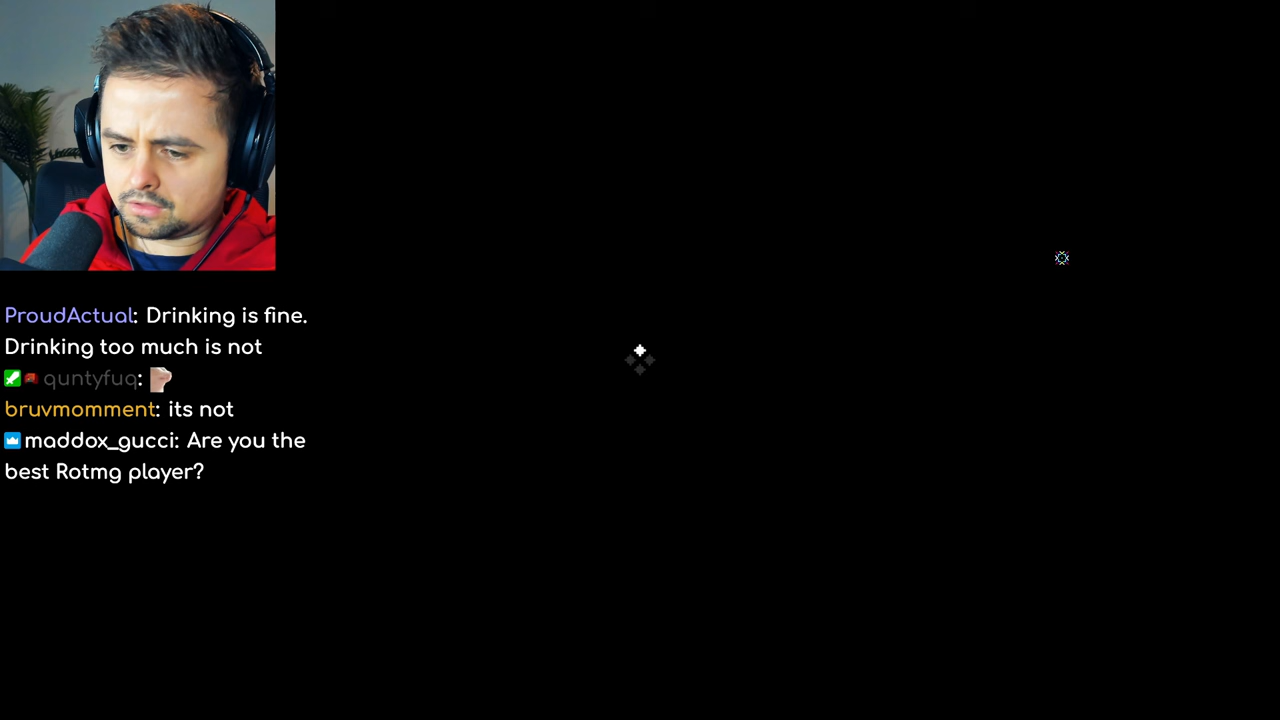 ProudActual: Drinking is fine.
Drinking too much is not
quntyfuq:
bruvmomment: its not
maddox_gucci: Are you the
best Rotmg player?